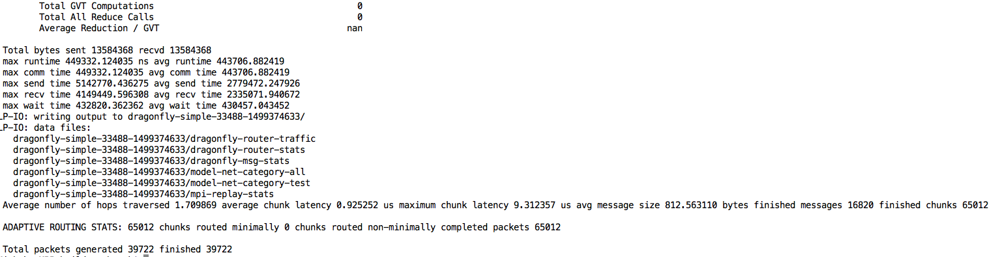 Total GVT Computations 0
Total All Reduce Calls 0
Average Reduction / GVT nan
Total bytes sent 13584368 recvd 13584368
max runtime 449332.124035 ns avg runtime 443706.882419
max comm time 449332.124035 avg comm time 443706.882419
max send time 5142770.436275 avg send time 2779472.247926
max recv time 4149449.596308 avg recv time 2335071.940672
max wait time 432820.362362 avg wait time 430457.043452
LP-IO: writing output to dragonfly-simple-33488-1499374633/
LP-IO: data files:
dragonfly-simple-33488-1499374633/dragonfly-router-traffic
dragonfly-simple-33488-1499374633/dragonfly-router-stats
dragonfly-simple-33488-1499374633/dragonfly-msg-stats
dragonfly-simple-33488-1499374633/model-net-category-all
dragonfly-simple-33488-1499374633/model-net-category-test
dragonfly-simple-33488-1499374633/mpi-replay-stats
Average number of hops traversed 1.709869 average chunk latency 0.925252 us maximum chunk latency 9.312357 us avg message size 812.563110 bytes finished messages 16820 finished chunks 65012
ADAPTIVE ROUTING STATS: 65012 chunks routed minimally 0 chunks routed non-minimally completed packets 65012
Total packets generated 39722 finished 39722